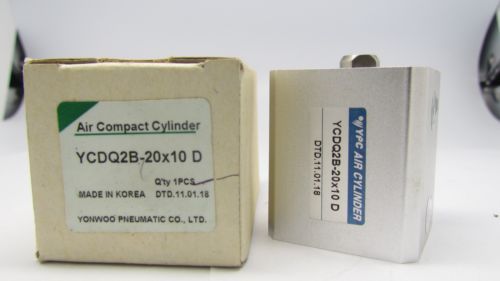 Air Compact Cylinder
YCDQ2B-20x10 D
Q'ty 1PCS
MADE IN KOREA DTD.11.01.18
YONWOO PNEUMATIC CO., LTD.
YPC AIR CYLINDER
YCDQ2B-20x10 D
DTD.11.01.18